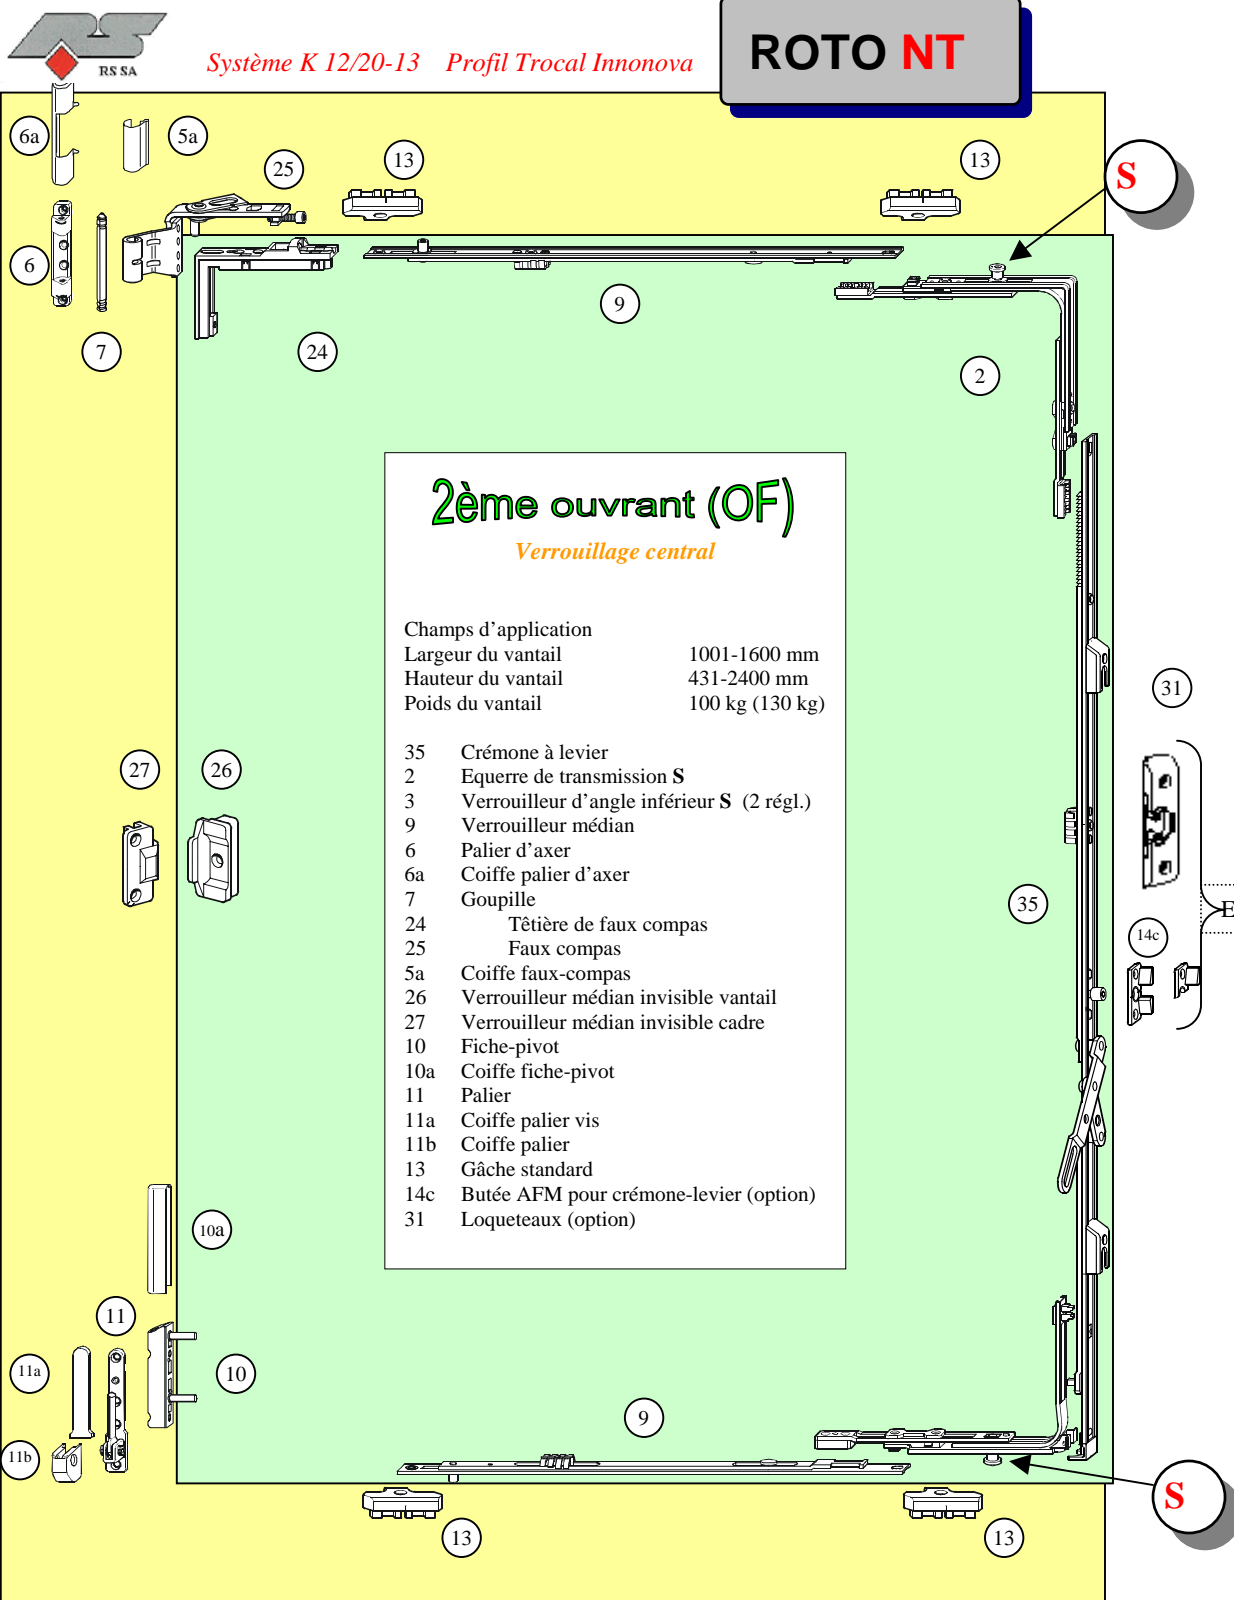 RS SA
Système K 12/20-13 Profil Trocal Innonova
ROTO NT
6a
5a
25
13
13
S
6
7
24
9
2
2ème ouvrant (OF)
Verrouillage central
Champs d’application
Largeur du vantail 1001-1600 mm
Hauteur du vantail 431-2400 mm
Poids du vantail 100 kg (130 kg)
35 Crémone à levier
2 Equerre de transmission S
3 Verrouilleur d’angle inférieur S (2 régl.)
9 Verrouilleur médian
6 Palier d’axer
6a Coiffe palier d’axer
7 Goupille
24 Têtière de faux compas
25 Faux compas
5a Coiffe faux-compas
26 Verrouilleur médian invisible vantail
27 Verrouilleur médian invisible cadre
10 Fiche-pivot
10a Coiffe fiche-pivot
11 Palier
11a Coiffe palier vis
11b Coiffe palier
13 Gâche standard
14c Butée AFM pour crémone-levier (option)
31 Loqueteaux (option)
31
27
26
35
E
14c
10a
11
11a
10
9
11b
S
13
13